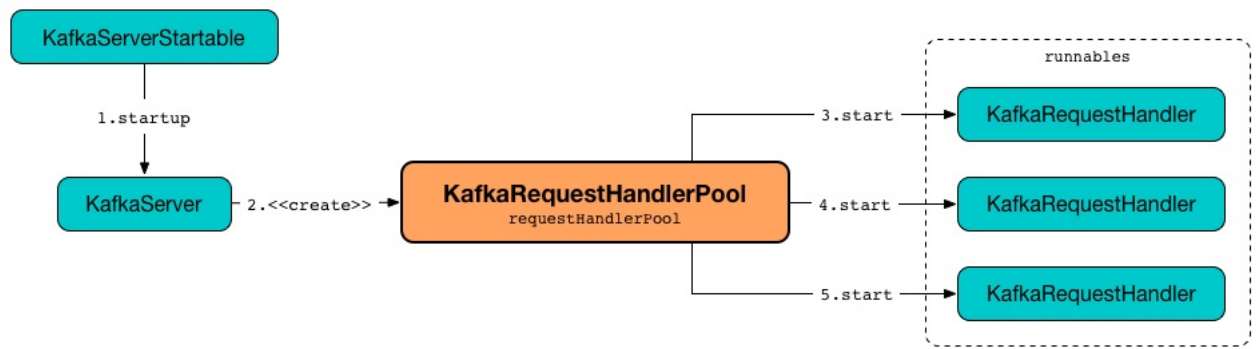 KafkaServerStartable
1.startup
KafkaServer
2.<<create>>
KafkaRequestHandlerPool
requestHandlerPool
runnables
3.start
KafkaRequestHandler
4.start
KafkaRequestHandler
5.start
KafkaRequestHandler